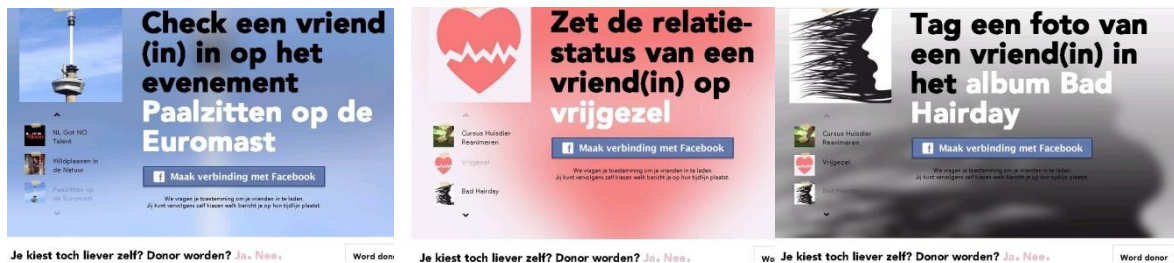 Check een vriend
(in) in op het
evenement
Paalzitten op de
Euromast
NL Got NO
Talent
Wildplassen in
de Natuur
Paalzitten op
de Euromast
f Maak verbinding met Facebook
We vragen je toestemming om je vrienden in te laden.
Jij kunt vervolgens zelf kiezen welk bericht je op hun tijdlijn plaatst.
Je kiest toch liever zelf? Donor worden? Ja. Nee.
Word don
Zet de relatie-
status van een
vriend(in) op
vrijgezel
Cursus Huisdier
Reanimeren
Vrijgezel
Bad Hairday
f Maak verbinding met Facebook
We vragen je toestemming om je vrienden in te laden.
Jij kunt vervolgens zelf kiezen welk bericht je op hun tijdlijn plaatst.
Je kiest toch liever zelf? Donor worden? Ja. Nee.
Wo
Tag een foto van
een vriend(in) in
het album Bad
Hairday
Cursus Huisdier
Reanimeren
Vrijgezel
Bad Hairday
f Maak verbinding met Facebook
We vragen je toestemming om je vrienden in te laden.
Jij kunt vervolgens zelf kiezen welk bericht je op hun tijdlijn plaatst.
Je kiest toch liever zelf? Donor worden? Ja. Nee.
Word donor